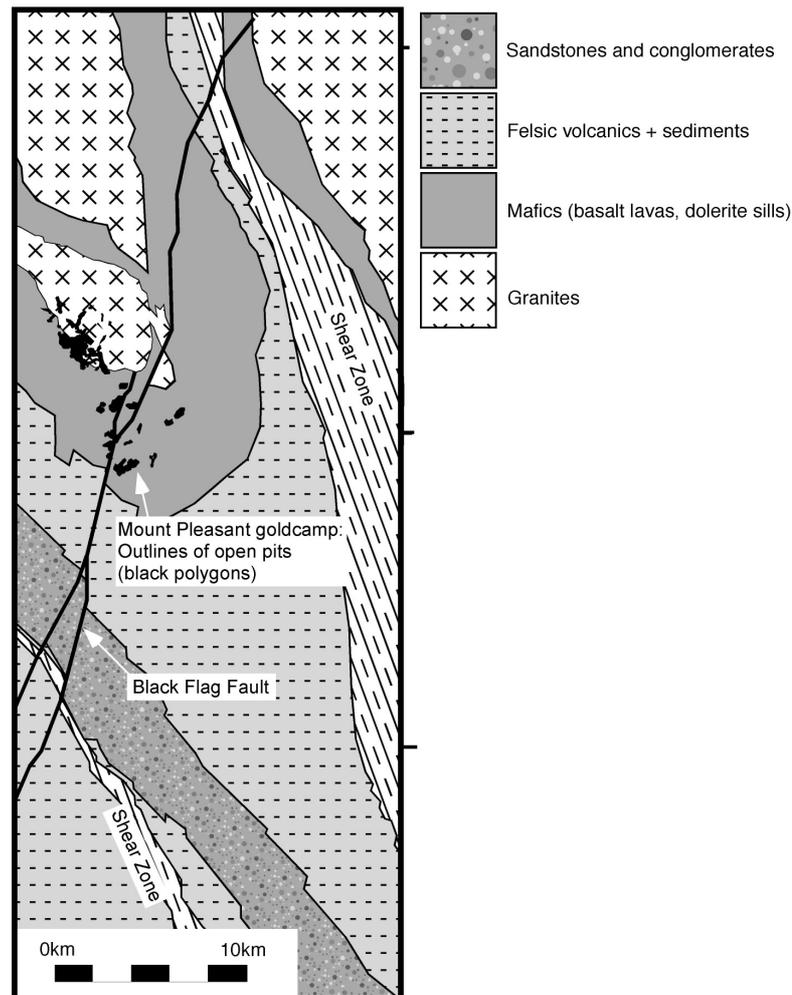 Sandstones and conglomerates
Felsic volcanics + sediments
Mafics (basalt lavas, dolerite sills)
Granites
Shear Zone
Mount Pleasant goldcamp:
Outlines of open pits
(black polygons)
Black Flag Fault
Shear Zone
0km 10km